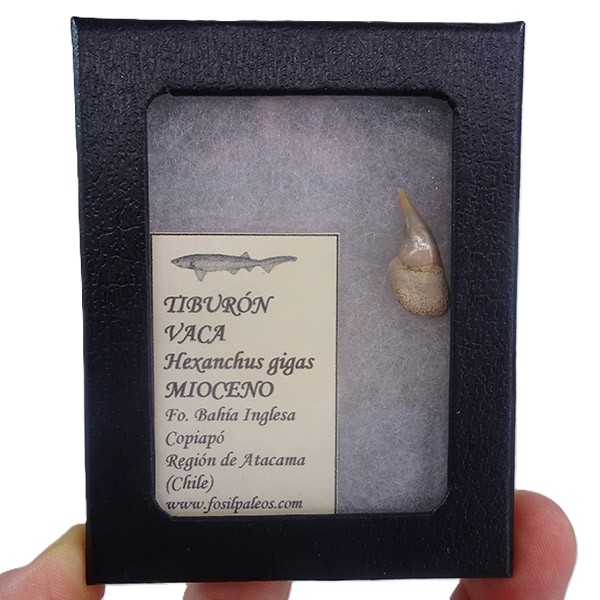 TIBURÓN
VACA
Hexanchus gigas
MIOCENO
Fo. Bahía Inglesa
Copiapó
Región de Atacama
(Chile)
www.fosilpaleos.com